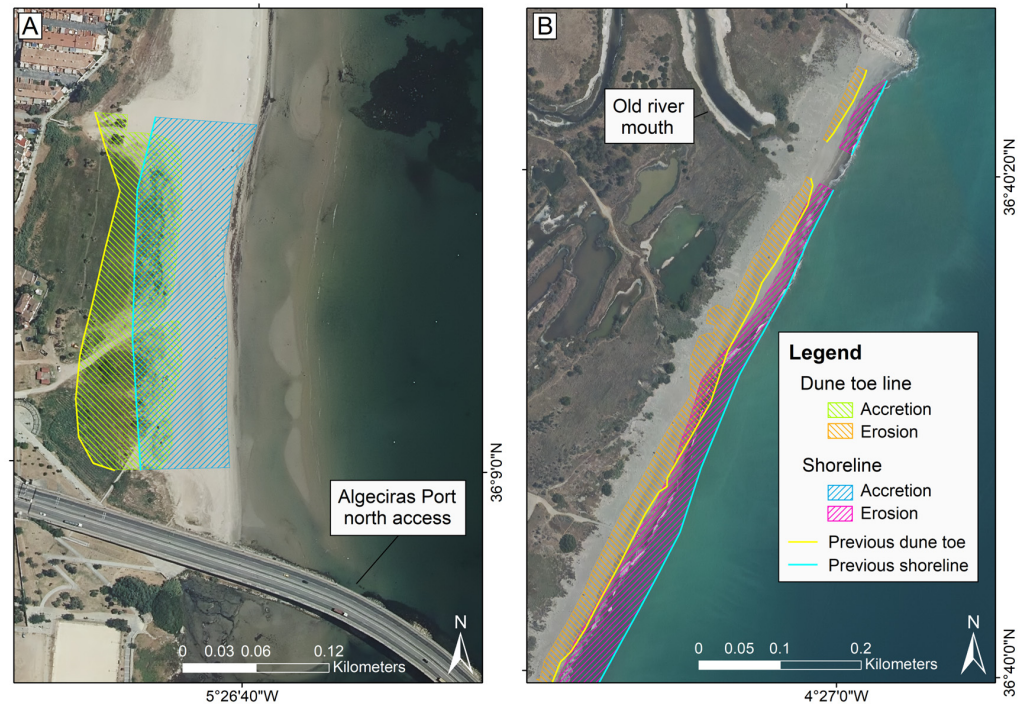 A
B
Old river
mouth
36°40'20"N
Legend
Dune toe line
Accretion
Erosion
Shoreline
Accretion
Erosion
Previous dune toe
Previous shoreline
36°9'0"N
Algeciras Port
north access
N
0 0.03 0.06 0.12
Kilometers
N
0 0.05 0.1 0.2
Kilometers
36°40'0"N
5°26'40"W
4°27'0"W